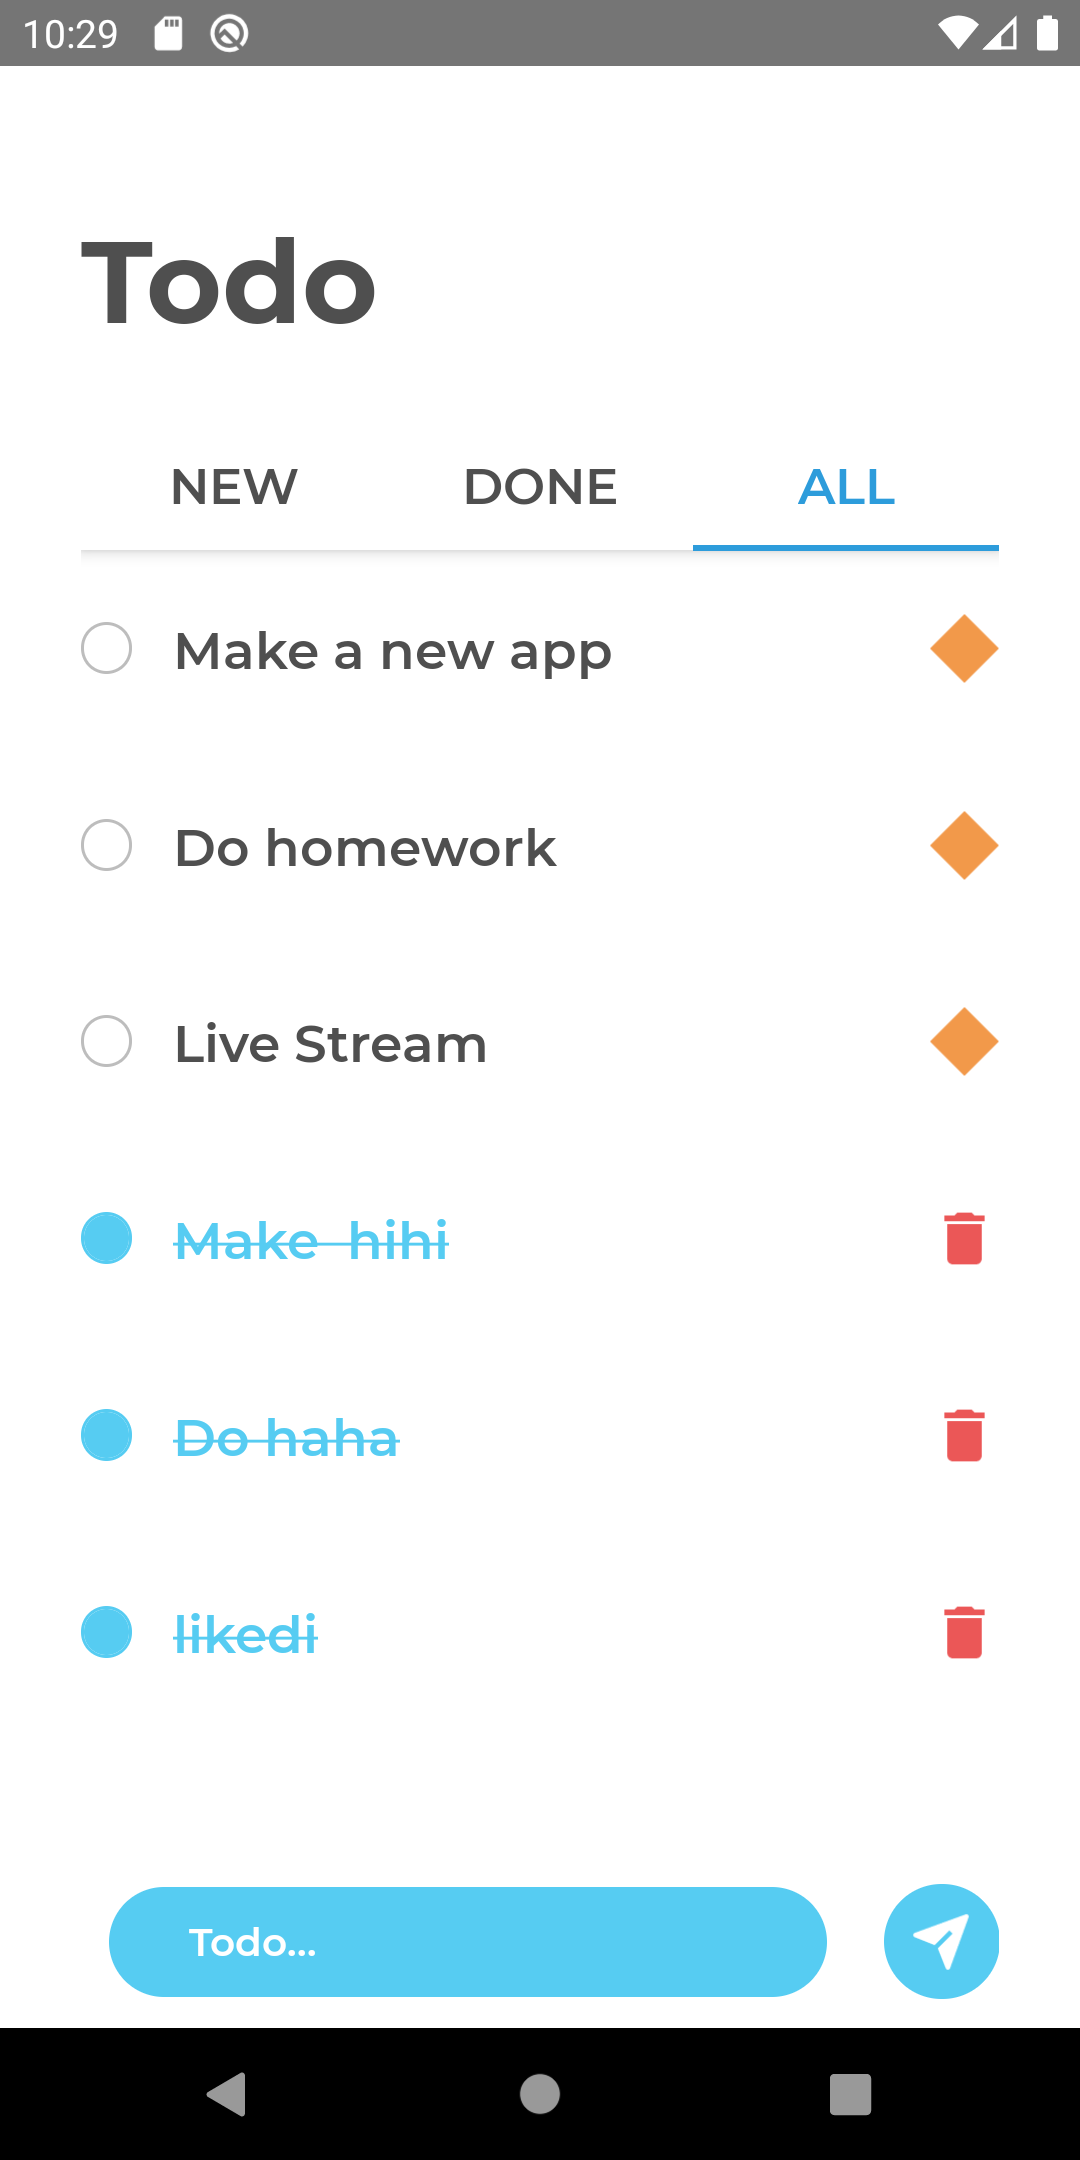 10:29
Todo
NEW DONE ALL
Make a new app
Do homework
Live Stream
Make  hihi
Do haha
likedi
Todo...